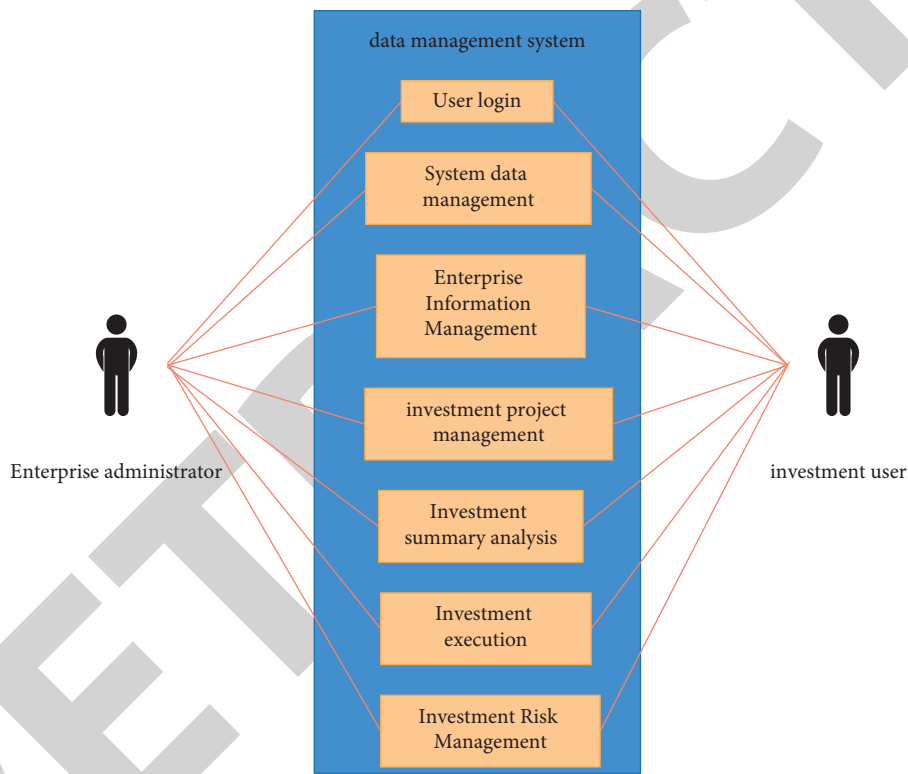 data management system
User login
System data
management
Enterprise
Information
Management
investment project
management
Enterprise administrator
investment user
Investment
summary analysis
Investment
execution
Investment Risk
Management